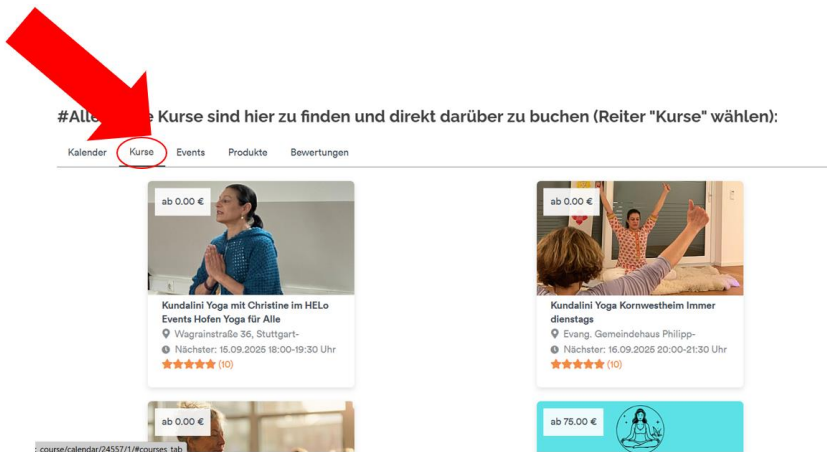 #Alle Kurse sind hier zu finden und direkt darüber zu buchen (Reiter "Kurse" wählen):
Kalender Kurse Events Produkte Bewertungen
ab 0.00 €
ab 0.00 €
Kundalini Yoga mit Christine im HELo
Events Hofen Yoga für Alle
Wagrainstraße 36, Stuttgart-
Nächster: 15.09.2025 18:00-19:30 Uhr
(10)
Kundalini Yoga Kornwestheim Immer
dienstags
Evang. Gemeindehaus Philipp-
Nächster: 16.09.2025 20:00-21:30 Uhr
(10)
ab 0.00 €
ab 75.00 €
course/calendar/24557/1/#courses_tab